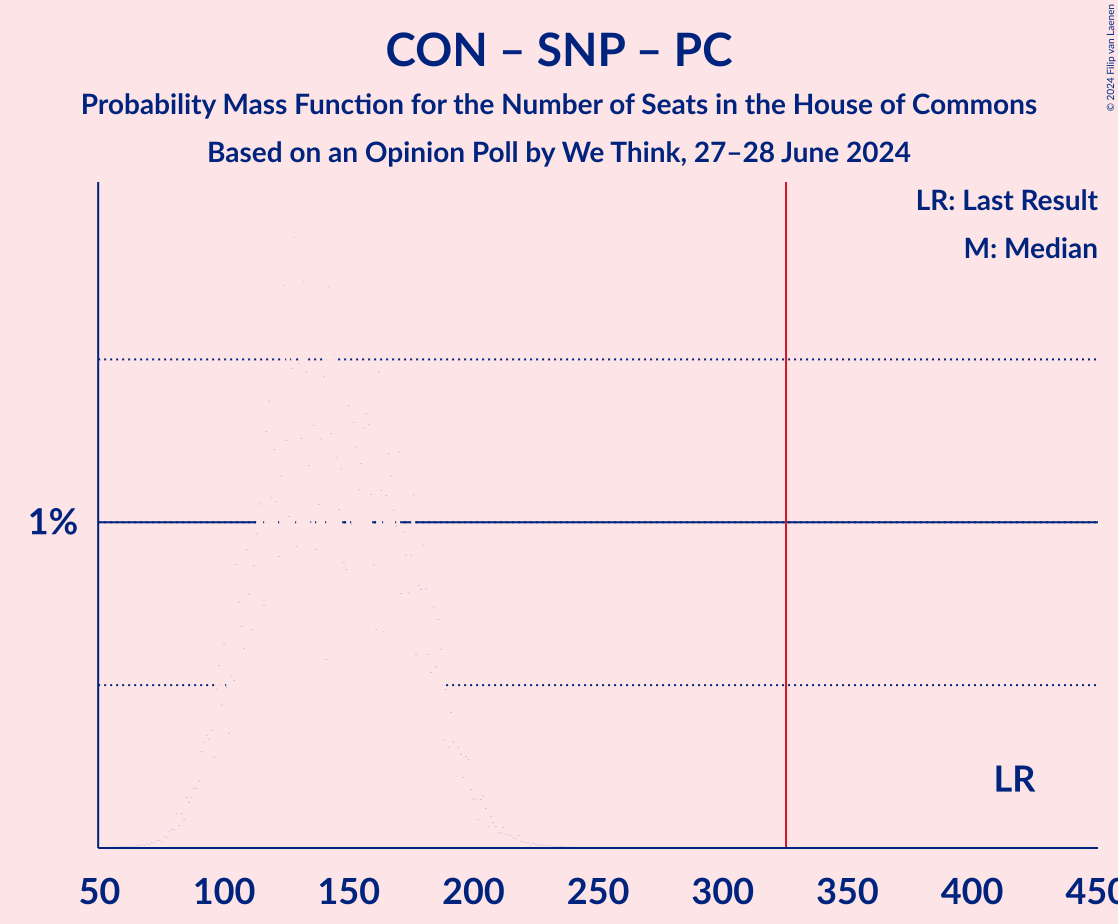 CON – SNP – PC
Probability Mass Function for the Number of Seats in the House of Commons
Based on an Opinion Poll by We Think, 27–28 June 2024
© 2024 Filip van Laenen
LR: Last Result
M: Median
1%
LR
50 100 150 200 250 300 350 400 450